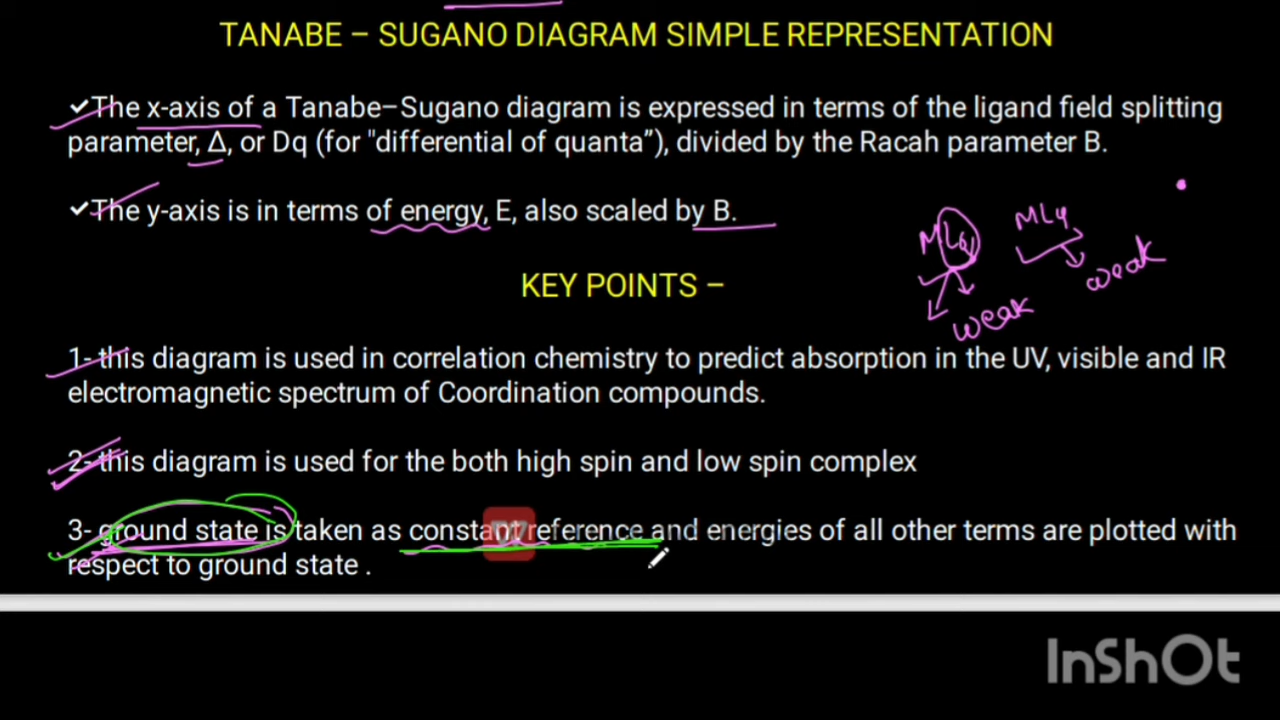 TANABE – SUGANO DIAGRAM SIMPLE REPRESENTATION
✔The x-axis of a Tanabe–Sugano diagram is expressed in terms of the ligand field splitting
parameter, Δ, or Dq (for "differential of quanta”), divided by the Racah parameter B.
✔The y-axis is in terms of energy, E, also scaled by B.
ML4
weak
weak
KEY POINTS –
1- this diagram is used in correlation chemistry to predict absorption in the UV, visible and IR
electromagnetic spectrum of Coordination compounds.
2- this diagram is used for the both high spin and low spin complex
3- ground state is taken as constant reference and energies of all other terms are plotted with
respect to ground state .
InShOt